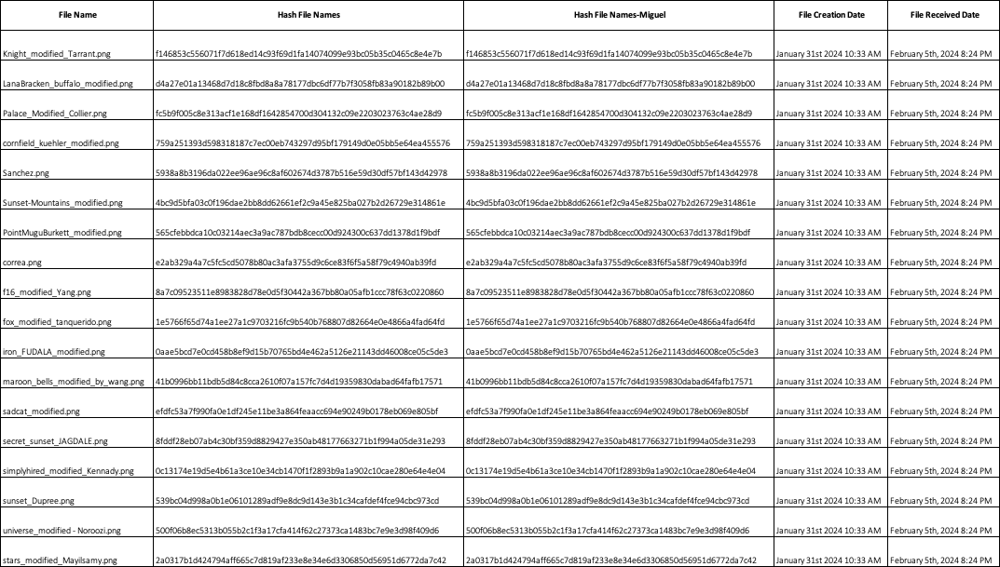 File Name Hash File Names Hash File Names-Miguel File Creation Date File Received Date
Knight_modified_Tarrant.png f146853c556071f7d618ed14c93f69d1fa14074099e93bc05b35c0465c8e4e7b f146853c556071f7d618ed14c93f69d1fa14074099e93bc05b35c0465c8e4e7b January 31st 2024 10:33 AM February 5th, 2024 8:24 PM
LanaBracken_buffalo_modified.png d4a27e01a13468d7d18c8fbd8a8a78177dbc6df77b7f3058fb83a90182b89b00 d4a27e01a13468d7d18c8fbd8a8a78177dbc6df77b7f3058fb83a90182b89b00 January 31st 2024 10:33 AM February 5th, 2024 8:24 PM
Palace_Modified_Collier.png fc5b9f005c8e313acf1e168df1642854700d304132c09e2203023763c4ae28d9 fc5b9f005c8e313acf1e168df1642854700d304132c09e2203023763c4ae28d9 January 31st 2024 10:33 AM February 5th, 2024 8:24 PM
cornfield_kuehler_modified.png 759a251393d598318187c7ec00eb743297d95bf179149d0e05bb5e64ea455576 759a251393d598318187c7ec00eb743297d95bf179149d0e05bb5e64ea455576 January 31st 2024 10:33 AM February 5th, 2024 8:24 PM
Sanchez.png 5938a8b3196da022ee96ae96c8af602674d3787b516e59d30df57bf143d42978 5938a8b3196da022ee96ae96c8af602674d3787b516e59d30df57bf143d42978 January 31st 2024 10:33 AM February 5th, 2024 8:24 PM
Sunset-Mountains_modified.png 4bc9d5bfa03c0f196dae2bb8dd62661ef2c9a45e825ba027b2d26729e314861e 4bc9d5bfa03c0f196dae2bb8dd62661ef2c9a45e825ba027b2d26729e314861e January 31st 2024 10:33 AM February 5th, 2024 8:24 PM
PointMuguBurkett_modified.png 565cfebbdca10c03214aec3a9ac787bdb8cecc00d924300c637dd1378d1f9bdf 565cfebbdca10c03214aec3a9ac787bdb8cecc00d924300c637dd1378d1f9bdf January 31st 2024 10:33 AM February 5th, 2024 8:24 PM
correa.png e2ab329a4a7c5fc5cd5078b80ac3afa3755d9c6ce83f6f5a58f79c4940ab39fd e2ab329a4a7c5fc5cd5078b80ac3afa3755d9c6ce83f6f5a58f79c4940ab39fd January 31st 2024 10:33 AM February 5th, 2024 8:24 PM
f16_modified_Yang.png 8a7c09523511e8983828d78e0d5f30442a367bb80a05afb1ccc78f63c0220860 8a7c09523511e8983828d78e0d5f30442a367bb80a05afb1ccc78f63c0220860 January 31st 2024 10:33 AM February 5th, 2024 8:24 PM
fox_modified_tanquerido.png 1e5766f65d74a1ee27a1c9703216fc9b540b768807d82664e0e4866a4fad64fd 1e5766f65d74a1ee27a1c9703216fc9b540b768807d82664e0e4866a4fad64fd January 31st 2024 10:33 AM February 5th, 2024 8:24 PM
iron_FUDALA_modified.png 0aae5bcd7e0cd458b8ef9d15b70765bd4e462a5126e21143dd46008ce05c5de3 0aae5bcd7e0cd458b8ef9d15b70765bd4e462a5126e21143dd46008ce05c5de3 January 31st 2024 10:33 AM February 5th, 2024 8:24 PM
maroon_bells_modified_by_wang.png 41b0996bb11bdb5d84c8cca2610f07a157fc7d4d19359830dabad64fafb17571 41b0996bb11bdb5d84c8cca2610f07a157fc7d4d19359830dabad64fafb17571 January 31st 2024 10:33 AM February 5th, 2024 8:24 PM
sadcat_modified.png efdfc53a7f990fa0e1df245e11be3a864feaacc694e90249b0178eb069e805bf efdfc53a7f990fa0e1df245e11be3a864feaacc694e90249b0178eb069e805bf January 31st 2024 10:33 AM February 5th, 2024 8:24 PM
secret_sunset_JAGDALE.png 8fddf28eb07ab4c30bf359d8829427e350ab48177663271b1f994a05de31e293 8fddf28eb07ab4c30bf359d8829427e350ab48177663271b1f994a05de31e293 January 31st 2024 10:33 AM February 5th, 2024 8:24 PM
simplyhired_modified_Kennady.png 0c13174e19d5e4b61a3ce10e34cb1470f1f2893b9a1a902c10cae280e64e4e04 0c13174e19d5e4b61a3ce10e34cb1470f1f2893b9a1a902c10cae280e64e4e04 January 31st 2024 10:33 AM February 5th, 2024 8:24 PM
sunset_Dupree.png 539bc04d998a0b1e06101289adf9e8dc9d143e3b1c34cafdef4fce94cbc973cd 539bc04d998a0b1e06101289adf9e8dc9d143e3b1c34cafdef4fce94cbc973cd January 31st 2024 10:33 AM February 5th, 2024 8:24 PM
universe_modified - Noroozi.png 500f06b8ec5313b055b2c1f3a17cfa414f62c27373ca1483bc7e9e3d98f409d6 500f06b8ec5313b055b2c1f3a17cfa414f62c27373ca1483bc7e9e3d98f409d6 January 31st 2024 10:33 AM February 5th, 2024 8:24 PM
stars_modified_Mayilsamy.png 2a0317b1d424794aff665c7d819af233e8e34e6d3306850d56951d6772da7c42 2a0317b1d424794aff665c7d819af233e8e34e6d3306850d56951d6772da7c42 January 31st 2024 10:33 AM February 5th, 2024 8:24 PM